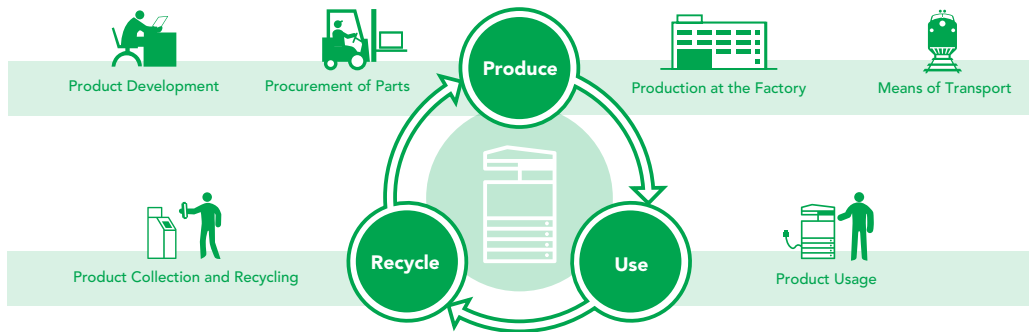 Produce
Product Development
Procurement of Parts
Production at the Factory
Means of Transport
Recycle
Use
Product Collection and Recycling
Product Usage